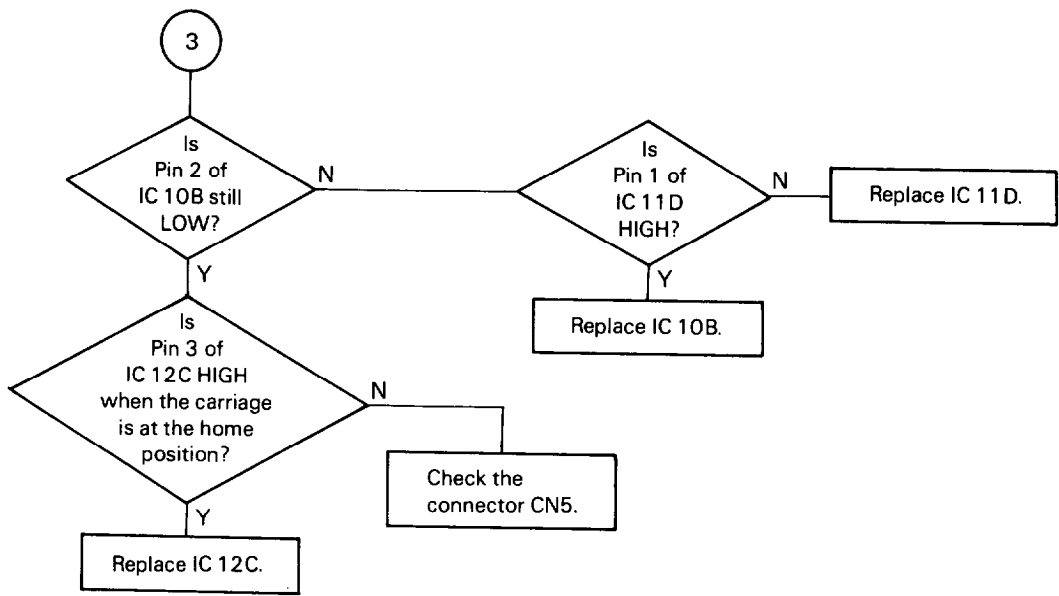 3
Is
Pin 2 of
IC 10B still
LOW?
N
Is
Pin 1 of
IC 11D
HIGH?
N
Replace IC 11D.
Y
Replace IC 10B.
Y
Is
Pin 3 of
IC 12C HIGH
when the carriage
is at the home
position?
N
Check the
connector CN5.
Y
Replace IC 12C.